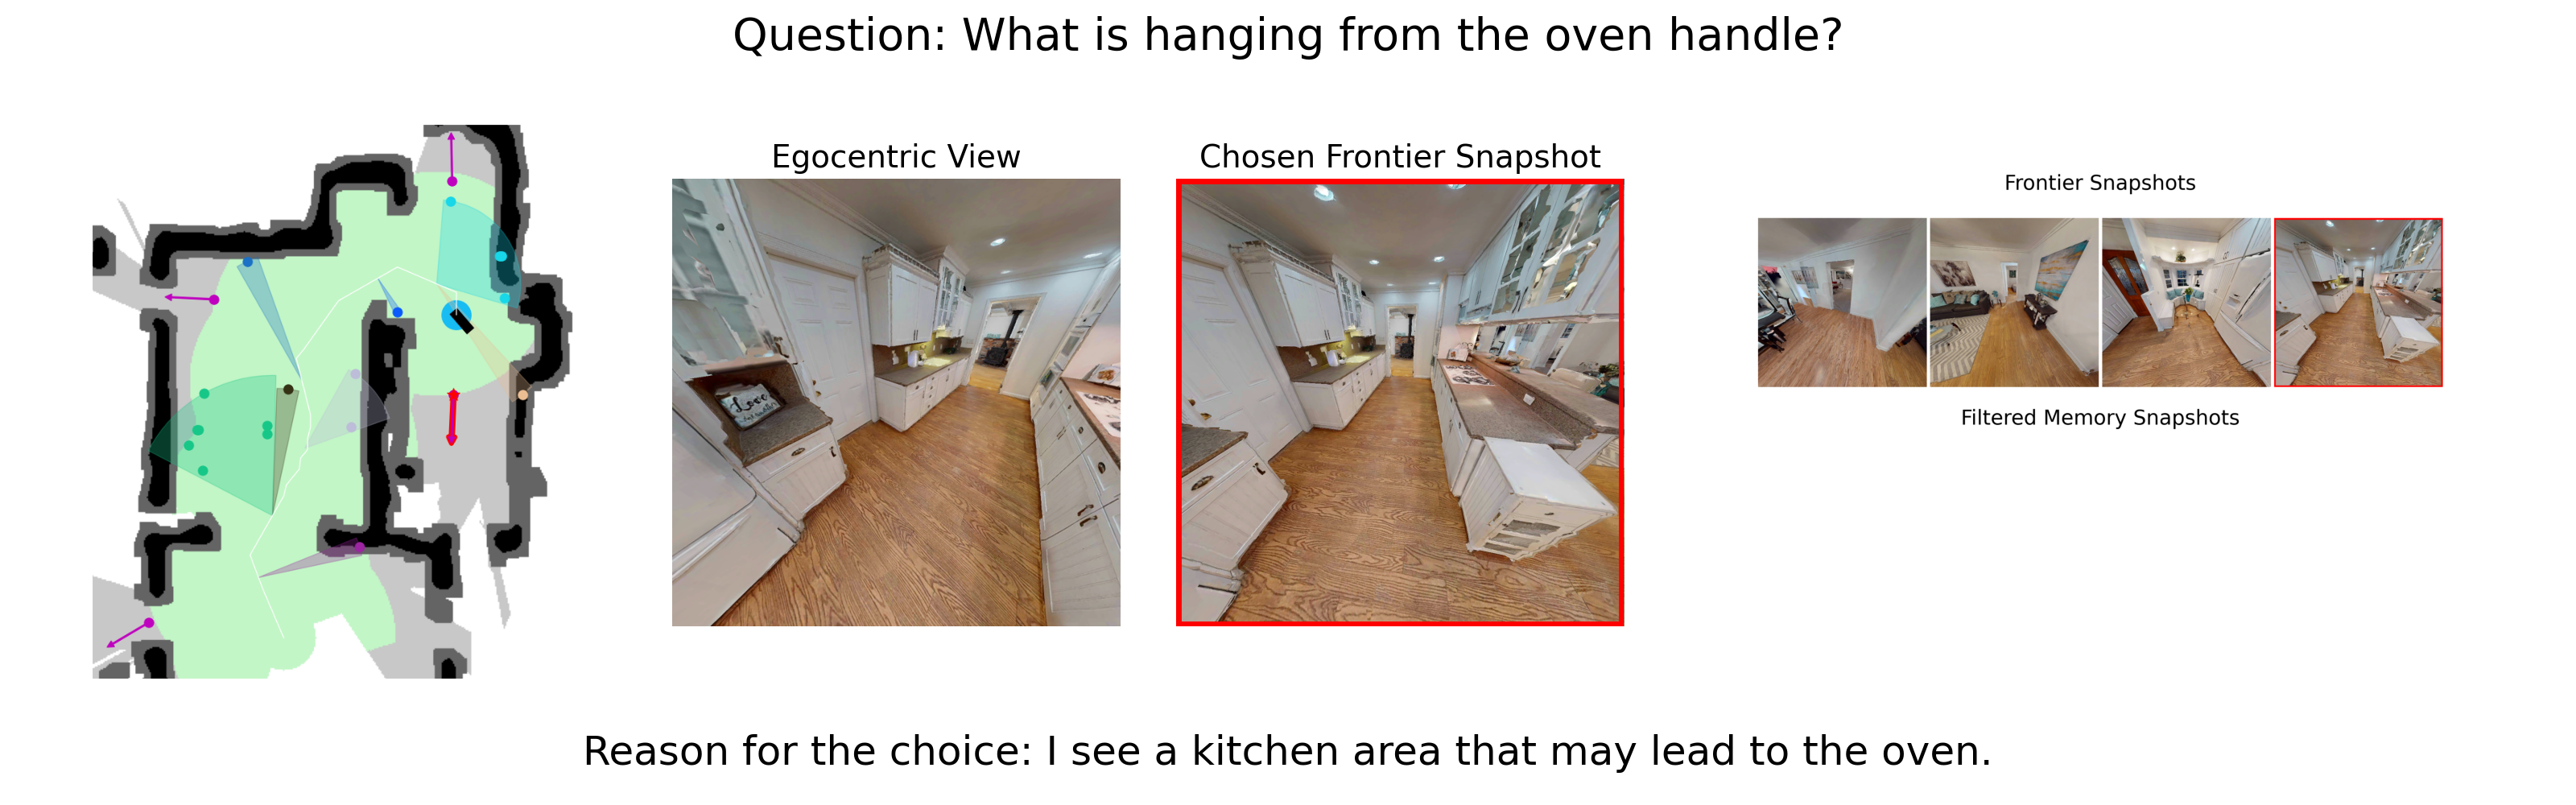 Question: What is hanging from the oven handle?
Egocentric View
Chosen Frontier Snapshot
Frontier Snapshots
Love
Filtered Memory Snapshots
Reason for the choice: I see a kitchen area that may lead to the oven.